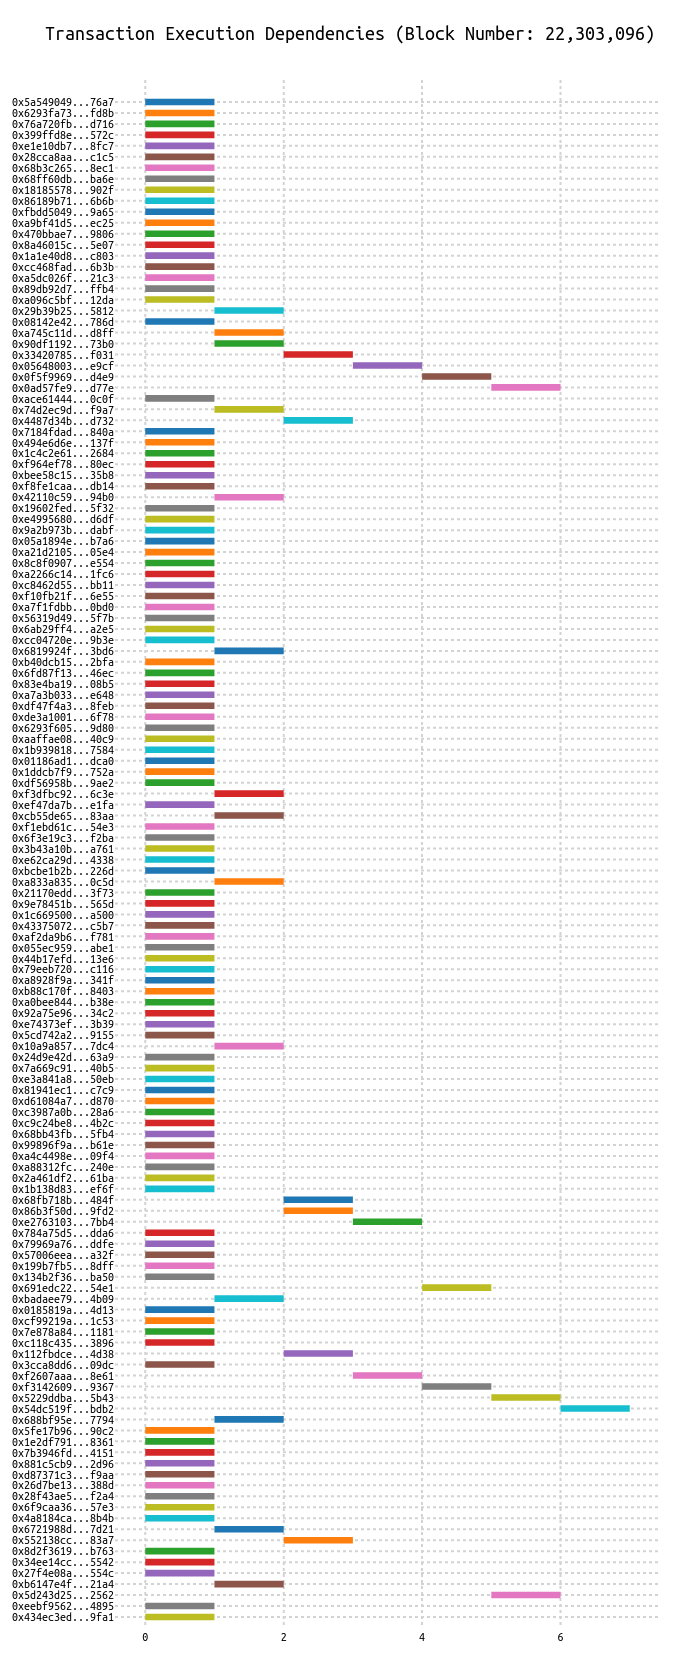 Transaction Execution Dependencies (Block Number: 22,303,096)
0x5a549049...76a7
0x6293fa73...fd8b
0x76a720fb...d716
0x399ffd8e...572c
0xe1e10db7...8fc7
0x28cca8aa...c1c5
0x68b3c265...8ec1
0x68ff60db...ba6e
0x18185578...902f
0x86189b71...6b6b
0xfbdd5049...9a65
0xa9bf41d5...ec25
0x470bbae7...9806
0x8a46015c...5e07
0x1a1e40d8...c803
0xcc468fad...6b3b
0xa5dc026f...21c3
0x89db92d7...ffb4
0xa096c5bf...12da
0x29b39b25...5812
0x08142e42...786d
0xa745c11d...d8ff
0x90df1192...73b0
0x33420785...f031
0x05648003...e9cf
0x0f5f9969...d4e9
0x0ad57fe9...d77e
0xace61444...0c0f
0x74d2ec9d...f9a7
0x4487d34b...d732
0x7184fdad...840a
0x494e6d6e...137f
0x1c4c2e61...2684
0xf964ef78...80ec
0xbee58c15...35b8
0xf8fe1caa...db14
0x42110c59...94b0
0x19602fed...5f32
0xe4995680...d6df
0x9a2b973b...dabf
0x05a1894e...b7a6
0xa21d2105...05e4
0x8c8f0907...e554
0xa2266c14...1fc6
0xc8462d55...bb11
0xf10fb21f...6e55
0xa7f1fdbb...0bd0
0x56319d49...5f7b
0x6ab29ff4...a2e5
0xcc04720e...9b3e
0x6819924f...3bd6
0xb40dcb15...2bfa
0x6fd87f13...46ec
0x83e4ba19...08b5
0xa7a3b033...e648
0xdf47f4a3...8feb
0xde3a1001...6f78
0x6293f605...9d80
0xaaffae08...40c9
0x1b939818...7584
0x01186ad1...dca0
0x1ddcb7f9...752a
0xdf56958b...9ae2
0xf3dfbc92...6c3e
0xef47da7b...e1fa
0xcb55de65...83aa
0xf1ebd61c...54e3
0x6f3e19c3...f2ba
0x3b43a10b...a761
0xe62ca29d...4338
0xbcbe1b2b...226d
0xa833a835...0c5d
0x21170edd...3f73
0x9e78451b...565d
0x1c669500...a500
0x43375072...c5b7
0xaf2da9b6...f781
0x055ec959...abe1
0x44b17efd...13e6
0x79eeb720...c116
0xa8928f9a...341f
0xb88c170f...8403
0xa0bee844...b38e
0x92a75e96...34c2
0xe74373ef...3b39
0x5cd742a2...9155
0x10a9a857...7dc4
0x24d9e42d...63a9
0x7a669c91...40b5
0xe3a841a8...50eb
0x81941ec1...c7c9
0xd61084a7...d870
0xc3987a0b...28a6
0xc9c24be8...4b2c
0x68bb43fb...5fb4
0x99896f9a...b61e
0xa4c4498e...09f4
0xa88312fc...240e
0x2a461df2...61ba
0x1b138d83...ef6f
0x68fb718b...484f
0x86b3f50d...9fd2
0xe2763103...7bb4
0x784a75d5...dda6
0x79969a76...ddfe
0x57006eea...a32f
0x199b7fb5...8dff
0x134b2f36...ba50
0x691edc22...54e1
0xbadaee79...4b09
0x0185819a...4d13
0xcf99219a...1c53
0x7e878a84...1181
0xc118c435...3896
0x112fbdce...4d38
0x3cca8dd6...09dc
0xf2607aaa...8e61
0xf3142609...9367
0x5229ddba...5b43
0x54dc519f...bdb2
0x688bf95e...7794
0x5fe17b96...90c2
0x1e2df791...8361
0x7b3946fd...4151
0x881c5cb9...2d96
0xd87371c3...f9aa
0x26d7be13...388d
0x28f43ae5...f2a4
0x6f9caa36...57e3
0x4a8184ca...8b4b
0x6721988d...7d21
0x552138cc...83a7
0x8d2f3619...b763
0x34ee14cc...5542
0x27f4e08a...554c
0xb6147e4f...21a4
0x5d243d25...2562
0xeebf9562...4895
0x434ec3ed...9fa1
0 2 4 6